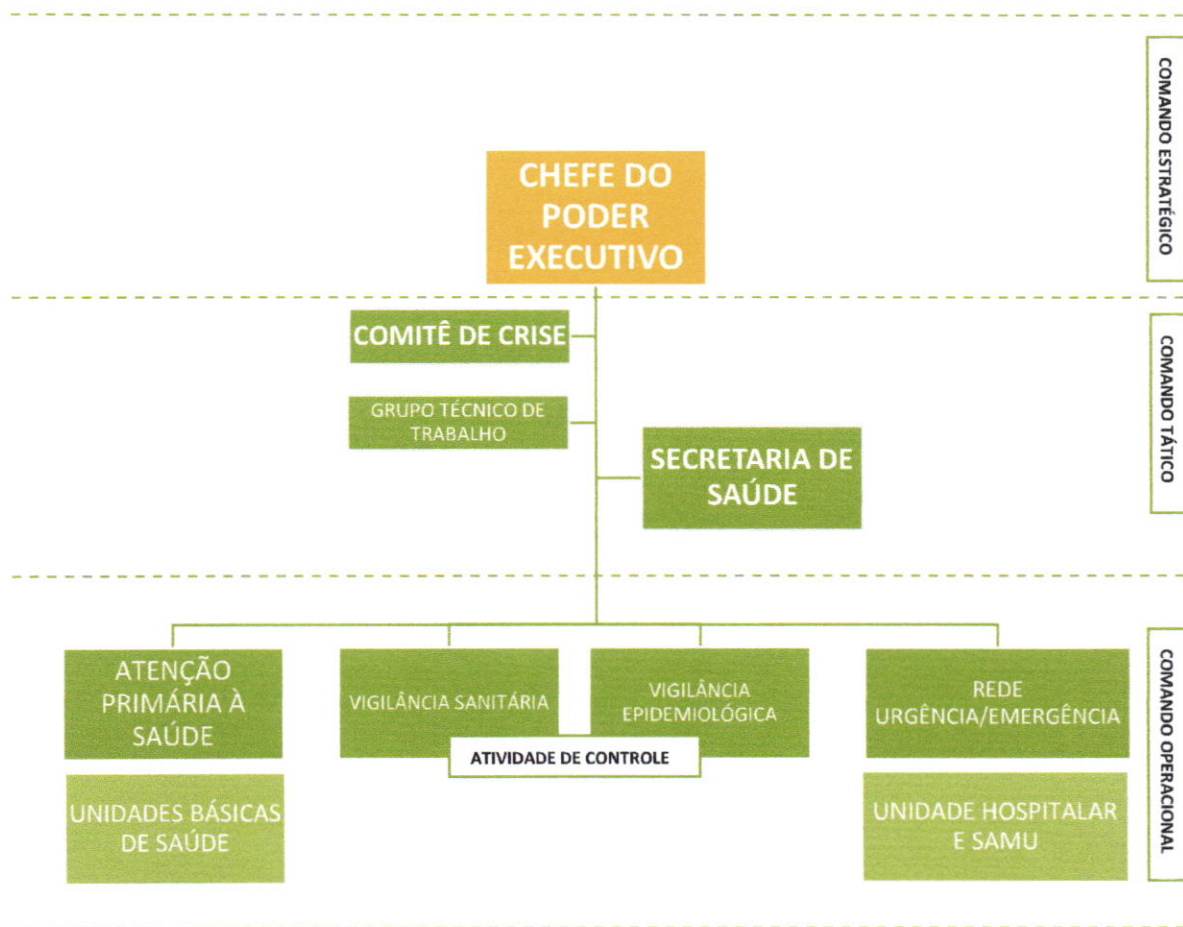 COMANDO ESTRATÉGICO
CHEFE DO
PODER
EXECUTIVO
COMITÊ DE CRISE
GRUPO TÉCNICO DE
TRABALHO
SECRETARIA DE
SAÚDE
COMANDO TÁTICO
ATENÇÃO
PRIMÁRIA À
SAÚDE
VIGILÂNCIA SANITÁRIA
VIGILÂNCIA
EPIDEMIOLÓGICA
REDE
URGÊNCIA/EMERGÊNCIA
ATIVIDADE DE CONTROLE
UNIDADES BÁSICAS
DE SAÚDE
UNIDADE HOSPITALAR
E SAMU
COMANDO OPERACIONAL